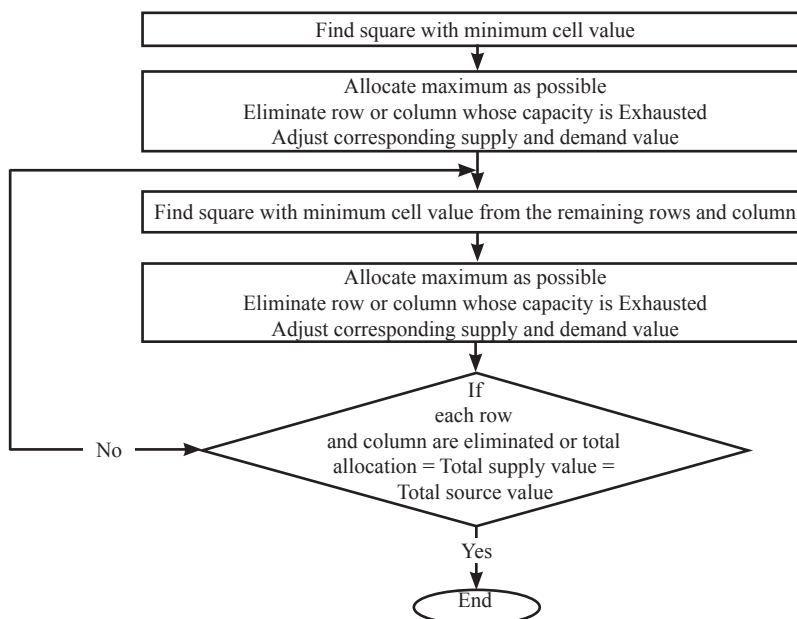 Find square with minimum cell value
Allocate maximum as possible
Eliminate row or column whose capacity is Exhausted
Adjust corresponding supply and demand value
Find square with minimum cell value from the remaining rows and column
Allocate maximum as possible
Eliminate row or column whose capacity is Exhausted
Adjust corresponding supply and demand value
If
each row
and column are eliminated or total
allocation = Total supply value =
Total source value
No
Yes
End